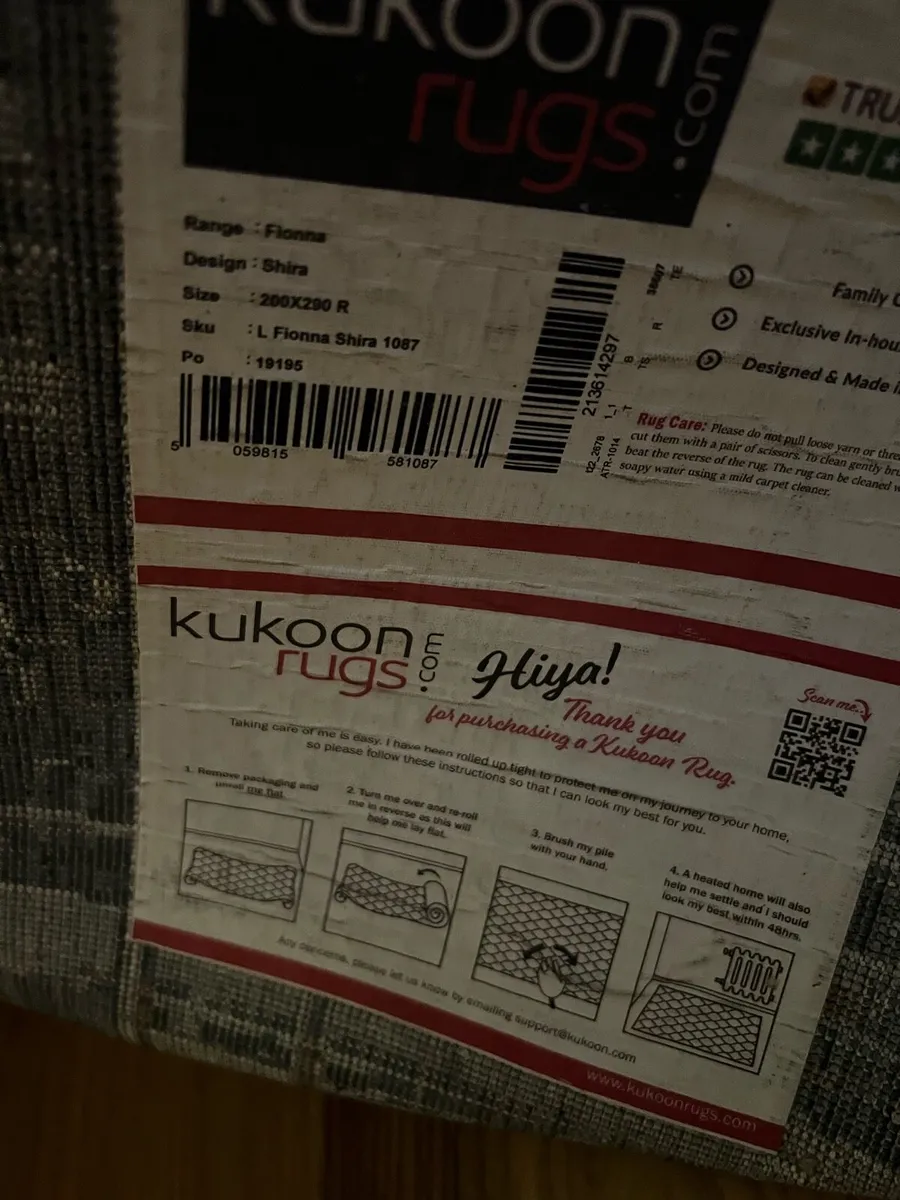 kukoon
rugs
.com
TRU
Range : Fionna
Design : Shira
Size : 200X290 R
Sku : L Fionna Shira 1087
Po : 19195
5 059815 581087
213614297
38607
TE
R
B
TS
1_1 T
t2_2678
ATR-1014
Family
Exclusive In-hou
Designed & Made
Rug Care: Please do not pull loose yarn or thre
cut them with a pair of scissors. To clean gently bru
beat the reverse of the rug. The rug can be cleaned w
soapy water using a mild carpet cleaner.
kukoon
rugs
.com
Hiya!
Thank you
for purchasing a Kukoon Rug.
Scan me..
Taking care of me is easy. I have been rolled up tight to protect me on my journey to your home,
so please follow these instructions so that I can look my best for you.
1. Remove packaging and
unroll me flat.
2. Turn me over and re-roll
me in reverse as this will
help me lay flat.
3. Brush my pile
with your hand.
4. A heated home will also
help me settle and I should
look my best within 48hrs.
Any concerns, please let us know by emailing support@kukoon.com
www.kukoonrugs.com